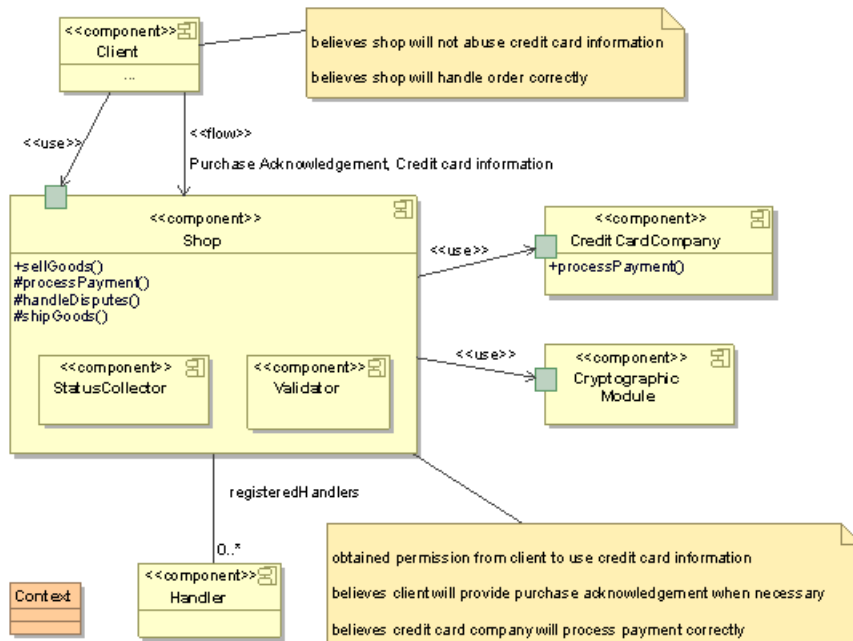 <<component>>
Client
...
believes shop will not abuse credit card information
believes shop will handle order correctly
<<use>>
<<flow>>
Purchase Acknowledgement, Credit card information
<<component>>
Shop
+sellGoods()
#processPayment()
#handleDisputes()
#shipGoods()
<<component>>
StatusCollector
<<component>>
Validator
<<use>>
<<component>>
CreditCardCompany
+processPayment()
<<use>>
<<component>>
Cryptographic
Module
registeredHandlers
0..*
<<component>>
Handler
Context
obtained permission from client to use credit card information
believes client will provide purchase acknowledgement when necessary
believes credit card company will process payment correctly